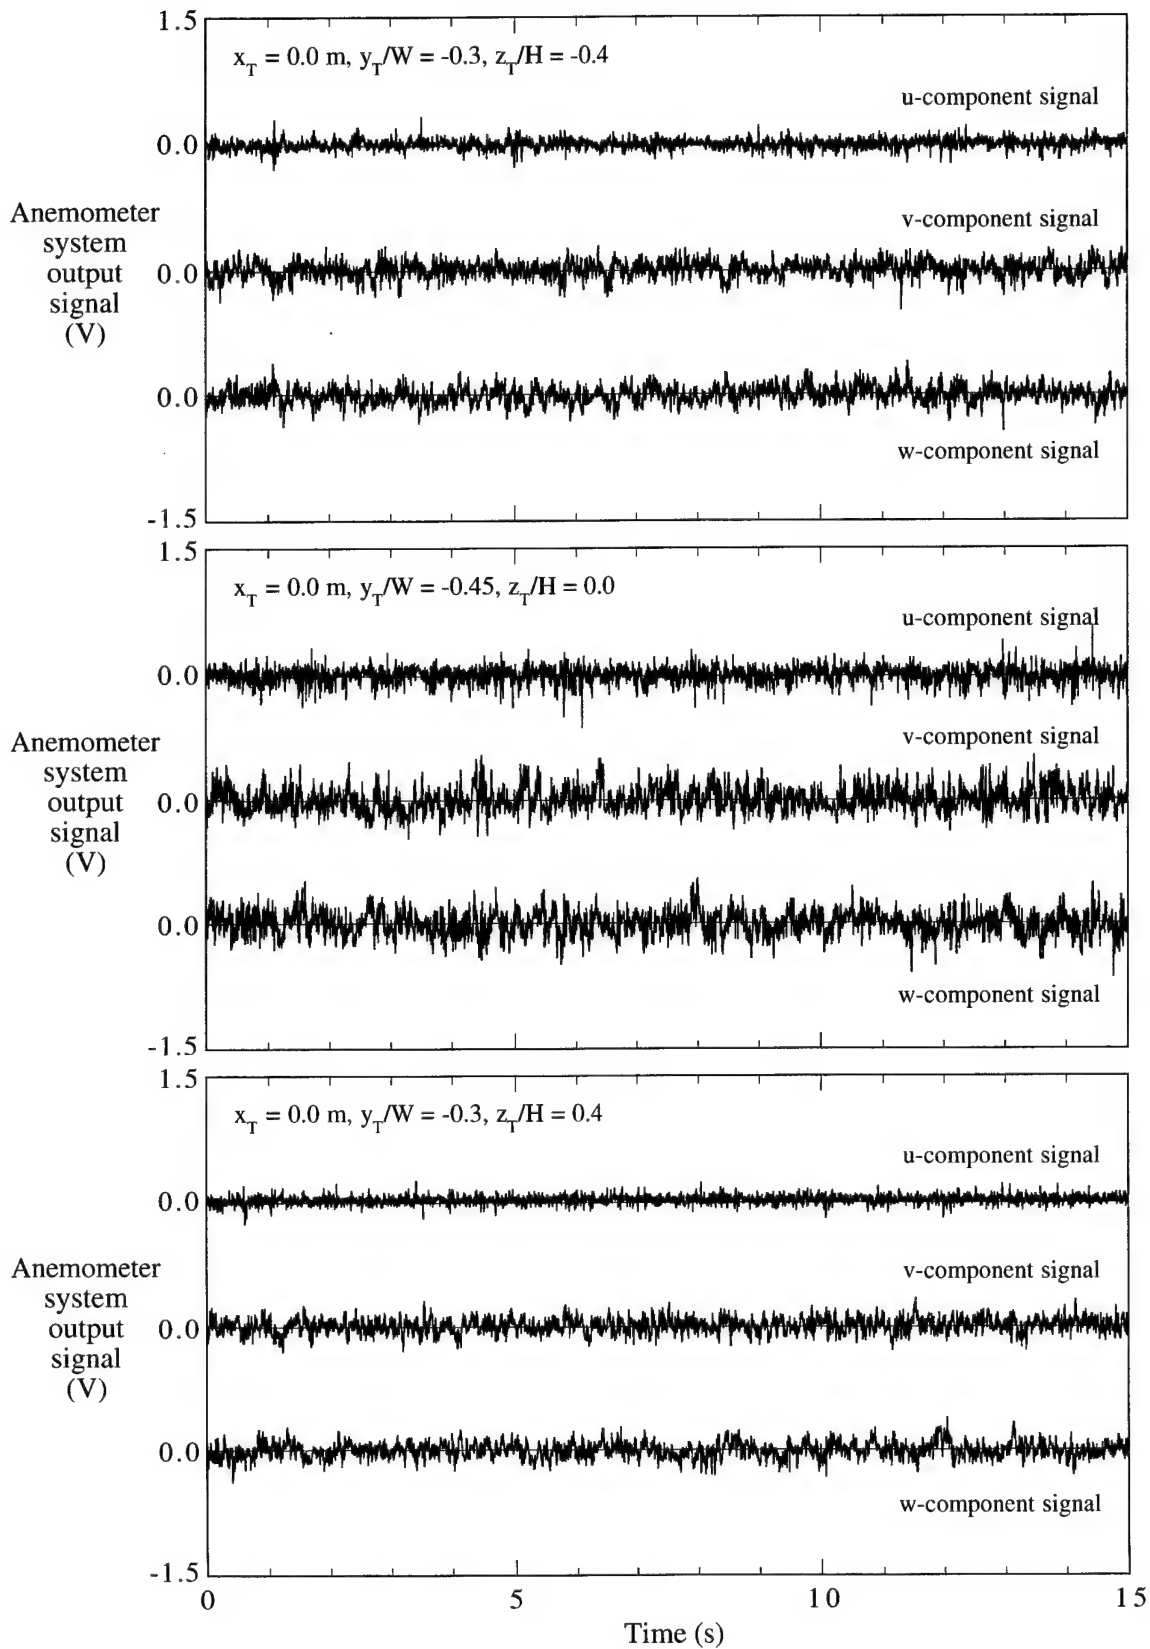 1.5
x_T = 0.0 m, y_T/W = -0.3, z_T/H = -0.4
u-component signal
0.0
Anemometer
system
output
signal
(V)
v-component signal
0.0
0.0
w-component signal
-1.5
1.5
x_T = 0.0 m, y_T/W = -0.45, z_T/H = 0.0
u-component signal
0.0
Anemometer
system
output
signal
(V)
v-component signal
0.0
0.0
w-component signal
-1.5
1.5
x_T = 0.0 m, y_T/W = -0.3, z_T/H = 0.4
u-component signal
0.0
Anemometer
system
output
signal
(V)
v-component signal
0.0
0.0
w-component signal
-1.5
0 5 10 15
Time (s)